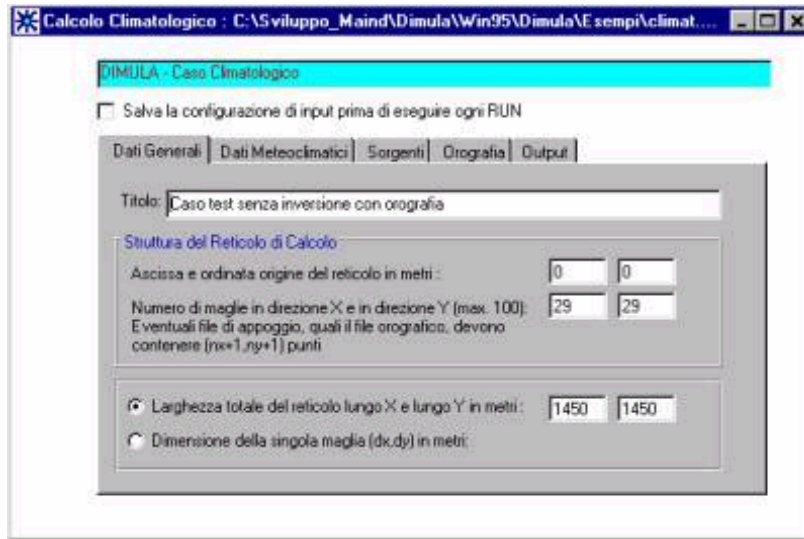 Calcolo Climatologico : C:\Sviluppo_Maind\Dimula\Win95\Dimula\Esempi\climat....
DIMULA - Caso Climatologico
Salva la configurazione di input prima di eseguire ogni RUN
Dati Generali Dati Meteoclimatici Sorgenti Orografia Output
Titolo: Caso test senza inversione con orografia
Struttura del Reticolo di Calcolo
Ascissa e ordinata origine del reticolo in metri : 0 0
Numero di maglie in direzione X e in direzione Y (max. 100): 29 29
Eventuali file di appoggio, quali il file orografico, devono
contenere (nx+1,ny+1) punti
Larghezza totale del reticolo lungo X e lungo Y in metri : 1450 1450
Dimensione della singola maglia (dx,dy) in metri: